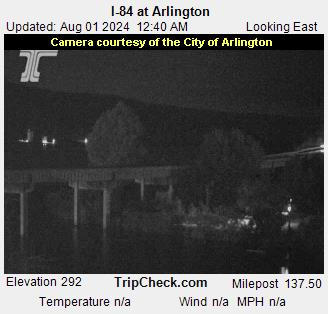 I-84 at Arlington
Updated: Aug 01 2024 12:40 AM Looking East
Camera courtesy of the City of Arlington
Elevation 292 TripCheck.com Milepost 137.50
Temperature n/a Wind n/a MPH n/a